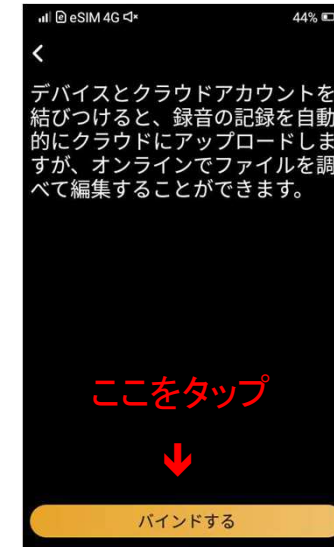 eSIM 4G 44%
デバイスとクラウドアカウントを
結びつけると、録音の記録を自動
的にクラウドにアップロードしま
すが、オンラインでファイルを調
べて編集することができます。
ここをタップ
バインドする